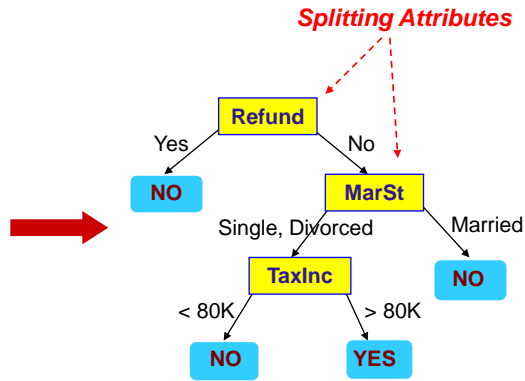 Splitting Attributes
Refund
Yes
No
NO
MarSt
Single, Divorced
Married
TaxInc
NO
< 80K
> 80K
NO
YES